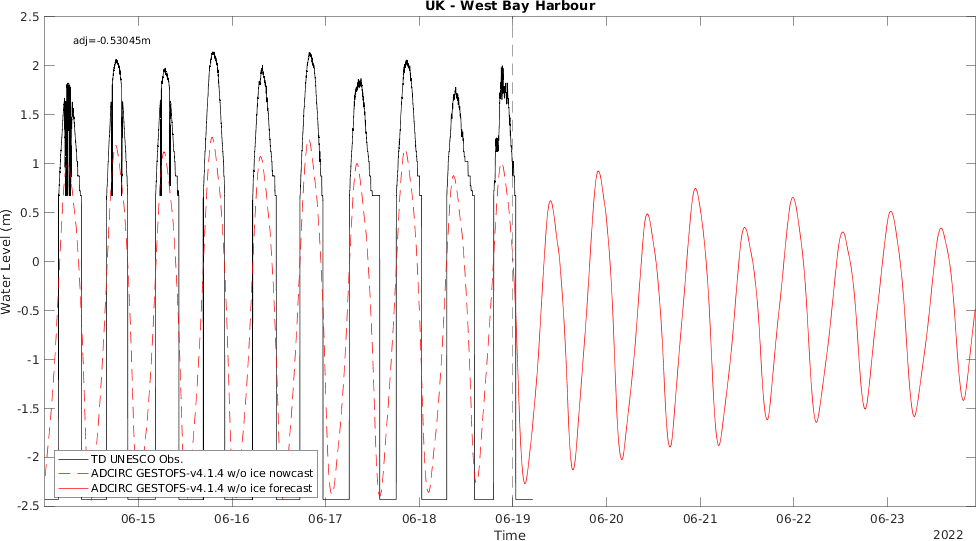 UK - West Bay Harbour
adj=-0.53045m
Water Level (m)
2.5
2
1.5
1
0.5
0
-0.5
-1
-1.5
-2
-2.5
TD UNESCO Obs.
ADCIRC GESTOFS-v4.1.4 w/o ice nowcast
ADCIRC GESTOFS-v4.1.4 w/o ice forecast
06-15 06-16 06-17 06-18 06-19 06-20 06-21 06-22 06-23
Time
2022